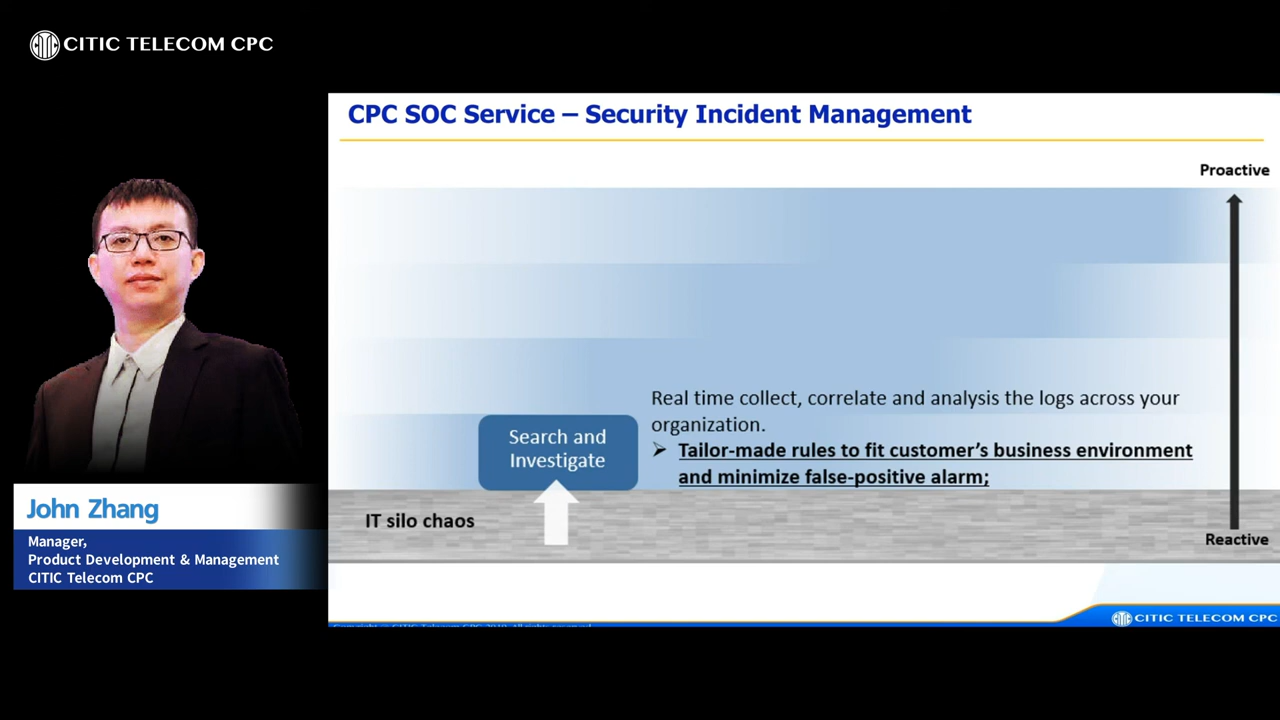 CITIC TELECOM CPC
CPC SOC Service – Security Incident Management
Proactive
Real time collect, correlate and analysis the logs across your
organization.
➢ Tailor-made rules to fit customer's business environment
and minimize false-positive alarm;
Search and
Investigate
IT silo chaos
Reactive
John Zhang
Manager,
Product Development & Management
CITIC Telecom CPC
CITIC TELECOM CPC